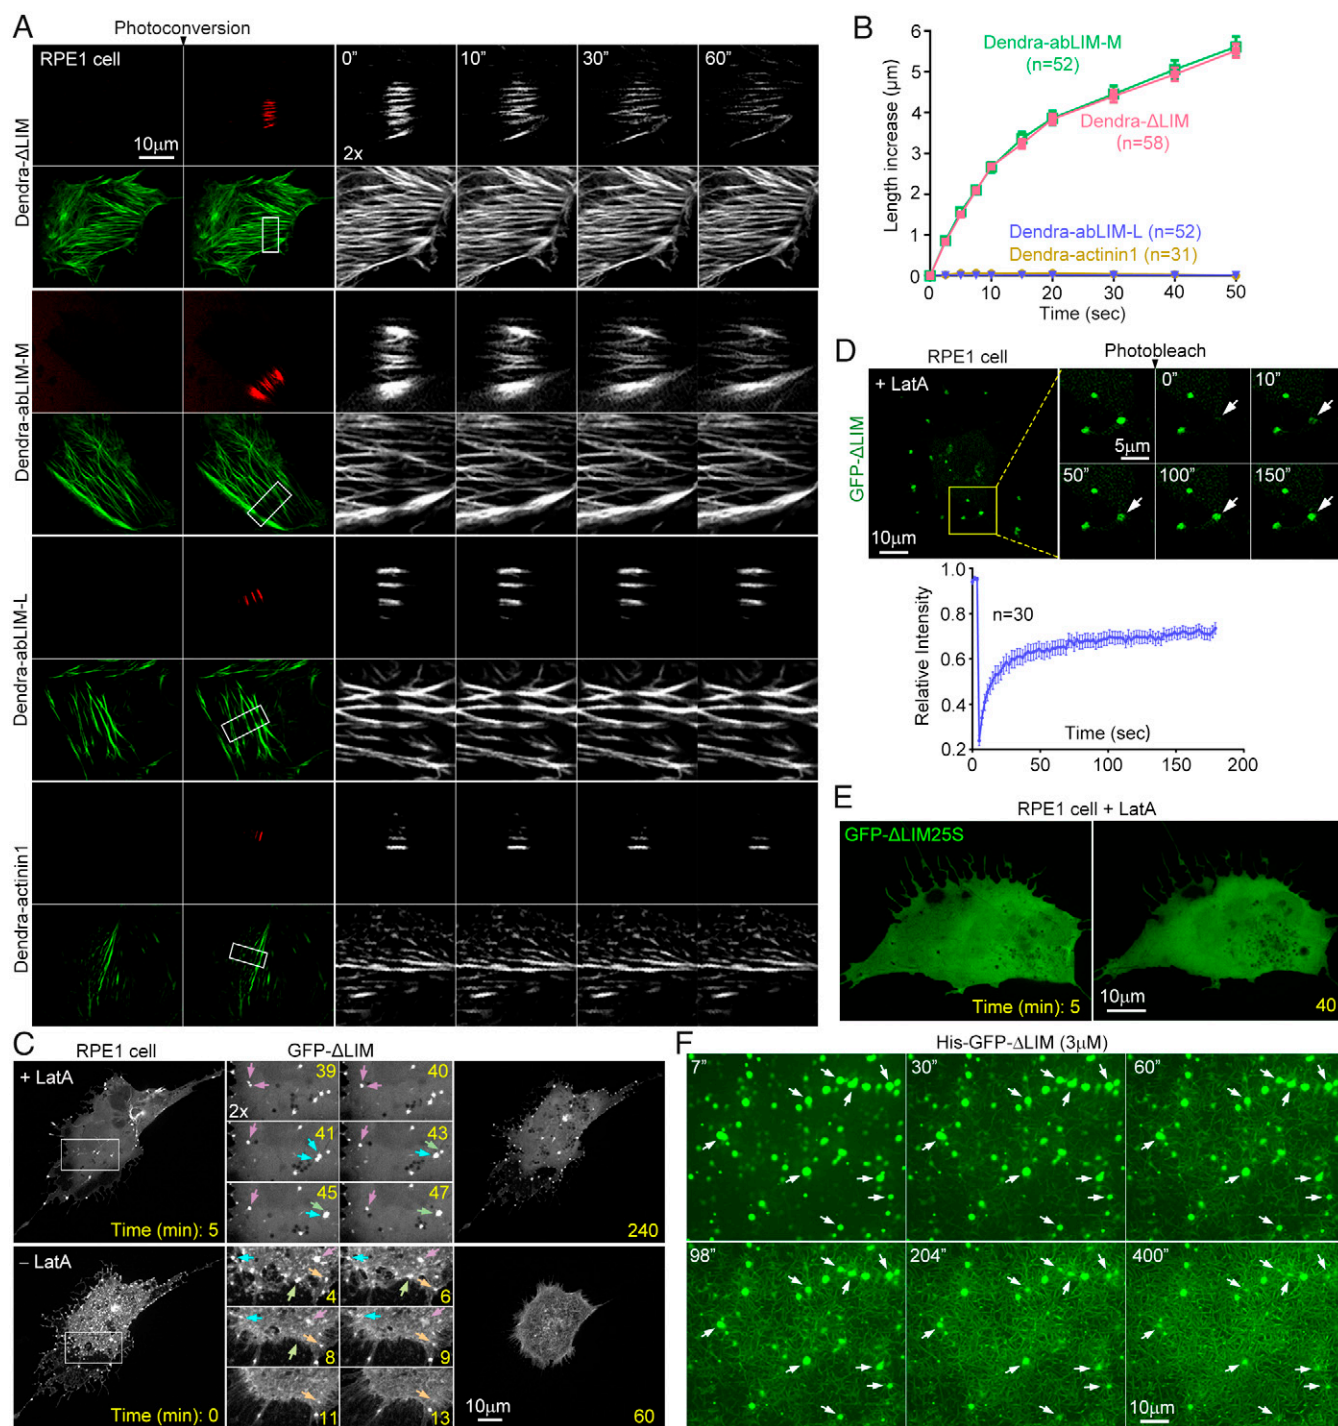 A
Photoconversion
RPE1 cell
0”
10”
30”
60”
10μm
2x
Dendra-ΔLIM
Dendra-abLIM-M
Dendra-abLIM-L
Dendra-actinin1
B
Dendra-abLIM-M
(n=52)
Dendra-ΔLIM
(n=58)
Dendra-abLIM-L (n=52)
Dendra-actinin1 (n=31)
Length increase (μm)
6
5
4
3
2
1
0
0 10 20 30 40 50
Time (sec)
C
RPE1 cell
GFP-ΔLIM
+ LatA
2x
39
40
41
43
45
47
Time (min): 5
240
– LatA
4
6
8
9
11
13
Time (min): 0
10μm
60
D
RPE1 cell
Photobleach
+ LatA
GFP-ΔLIM
10μm
5μm
0”
10”
50”
100”
150”
Relative Intensity
1.0
0.8
0.6
0.4
0.2
n=30
Time (sec)
0 50 100 150 200
E
RPE1 cell + LatA
GFP-ΔLIM25S
Time (min): 5
10μm
40
F
His-GFP-ΔLIM (3μM)
7”
30”
60”
98”
204”
400”
10μm